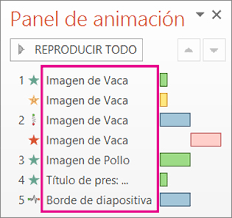 Panel de animación
REPRODUCIR TODO
1 Imagen de Vaca
Imagen de Vaca
2 Imagen de Vaca
Imagen de Vaca
3 Imagen de Pollo
4 Título de pres: ...
5 Borde de diapositiva